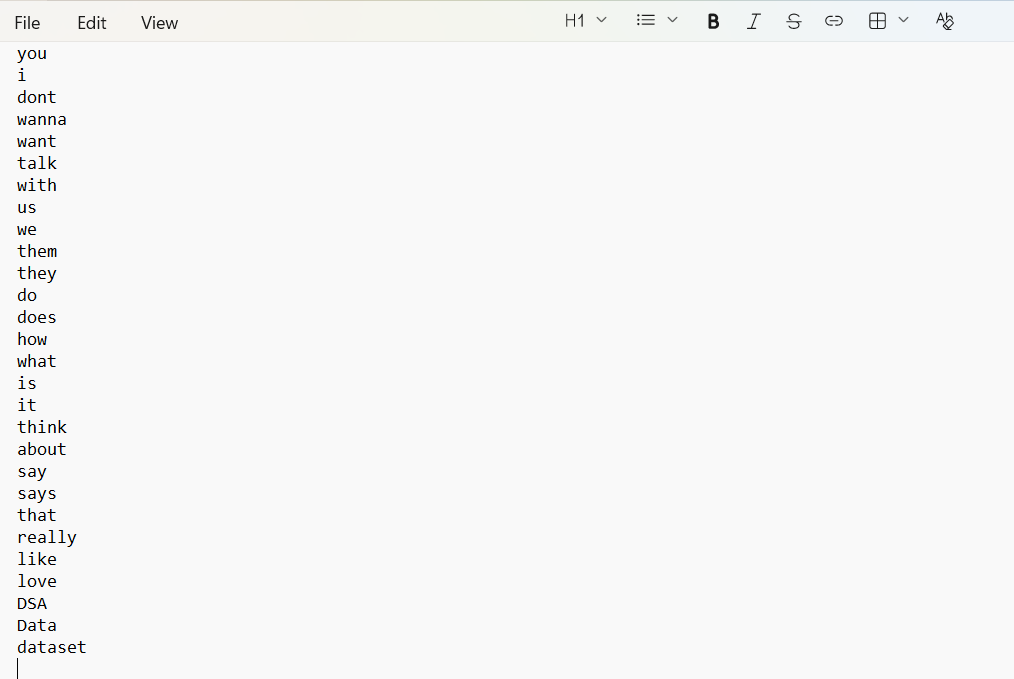 File Edit View H1 B I S Ab
you
i
dont
wanna
want
talk
with
us
we
them
they
do
does
how
what
is
it
think
about
say
says
that
really
like
love
DSA
Data
dataset